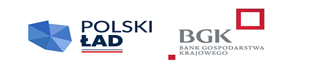 POLSKI
ŁAD
BGK
BANK GOSPODARSTWA
KRAJOWEGO